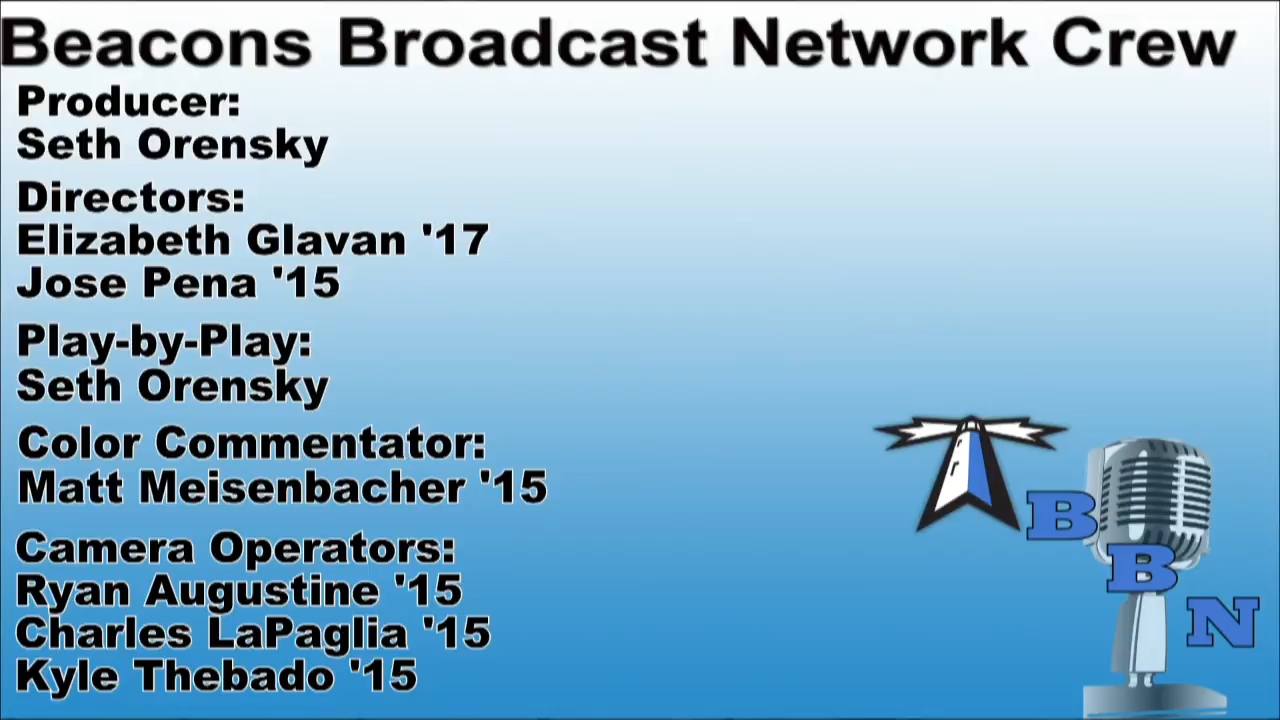 Beacons Broadcast Network Crew
Producer:
Seth Orensky
Directors:
Elizabeth Glavan '17
Jose Pena '15
Play-by-Play:
Seth Orensky
Color Commentator:
Matt Meisenbacher '15
Camera Operators:
Ryan Augustine '15
Charles LaPaglia '15
Kyle Thebado '15
B
B
N